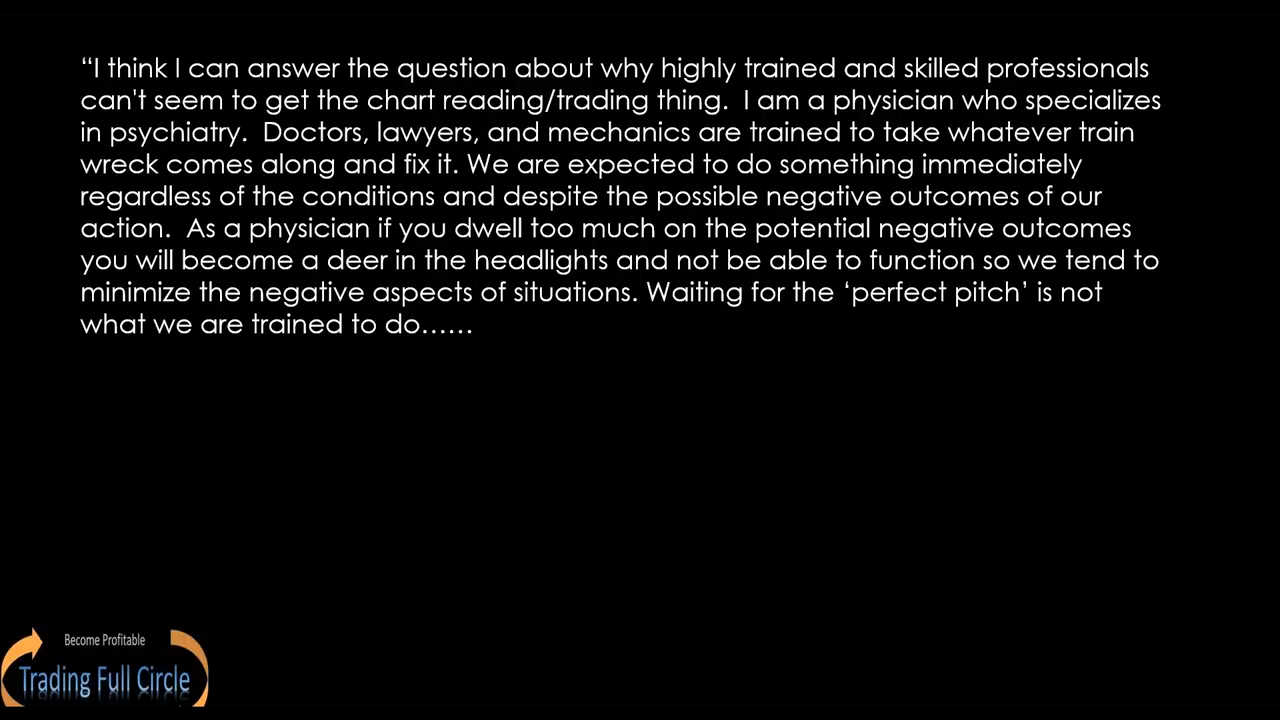 “I think I can answer the question about why highly trained and skilled professionals
can't seem to get the chart reading/trading thing.  I am a physician who specializes
in psychiatry.  Doctors, lawyers, and mechanics are trained to take whatever train
wreck comes along and fix it. We are expected to do something immediately
regardless of the conditions and despite the possible negative outcomes of our
action.  As a physician if you dwell too much on the potential negative outcomes
you will become a deer in the headlights and not be able to function so we tend to
minimize the negative aspects of situations. Waiting for the ‘perfect pitch’ is not
what we are trained to do……
Become Profitable
Trading Full Circle